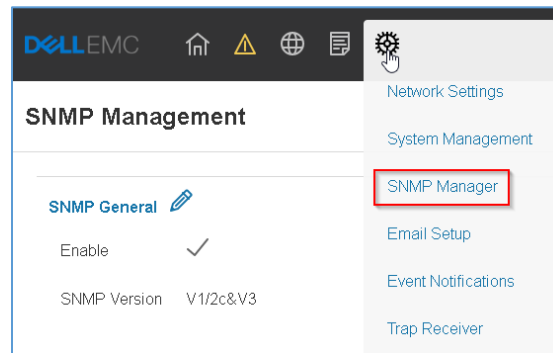 DELLEMC
SNMP Management
SNMP General
Enable
SNMP Version V1/2c&V3
Network Settings
System Management
SNMP Manager
Email Setup
Event Notifications
Trap Receiver